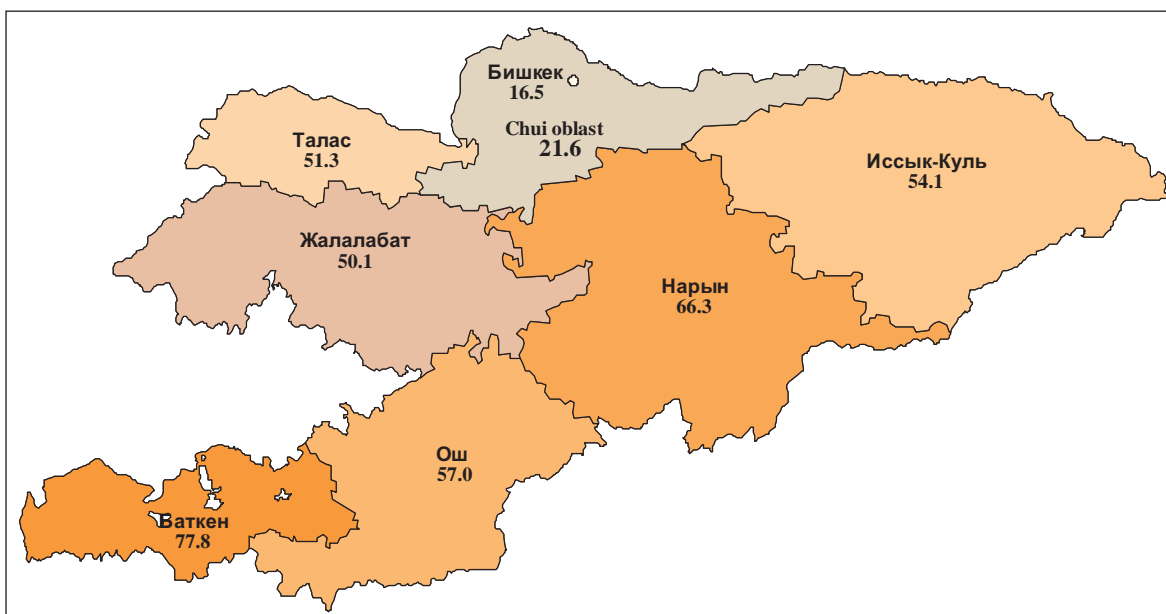 Бишкек
16.5
Chui oblast
21.6
Талас
51.3
Иссык-Куль
54.1
Жалалабат
50.1
Нарын
66.3
Ош
57.0
Баткен
77.8